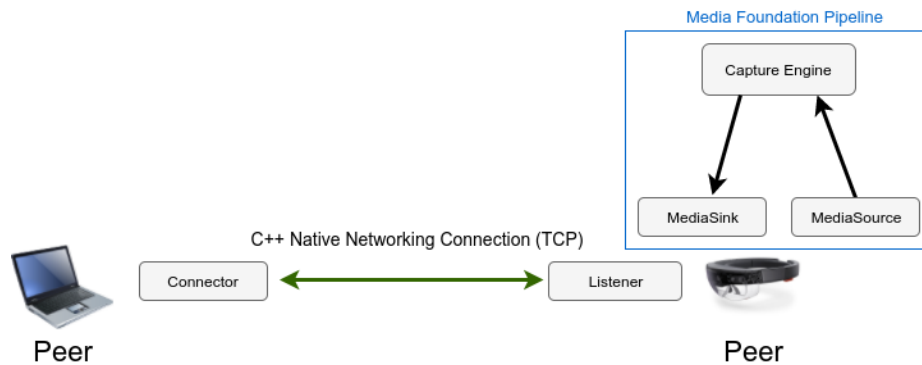 Media Foundation Pipeline
Capture Engine
MediaSink
MediaSource
C++ Native Networking Connection (TCP)
Connector
Listener
Peer
Peer